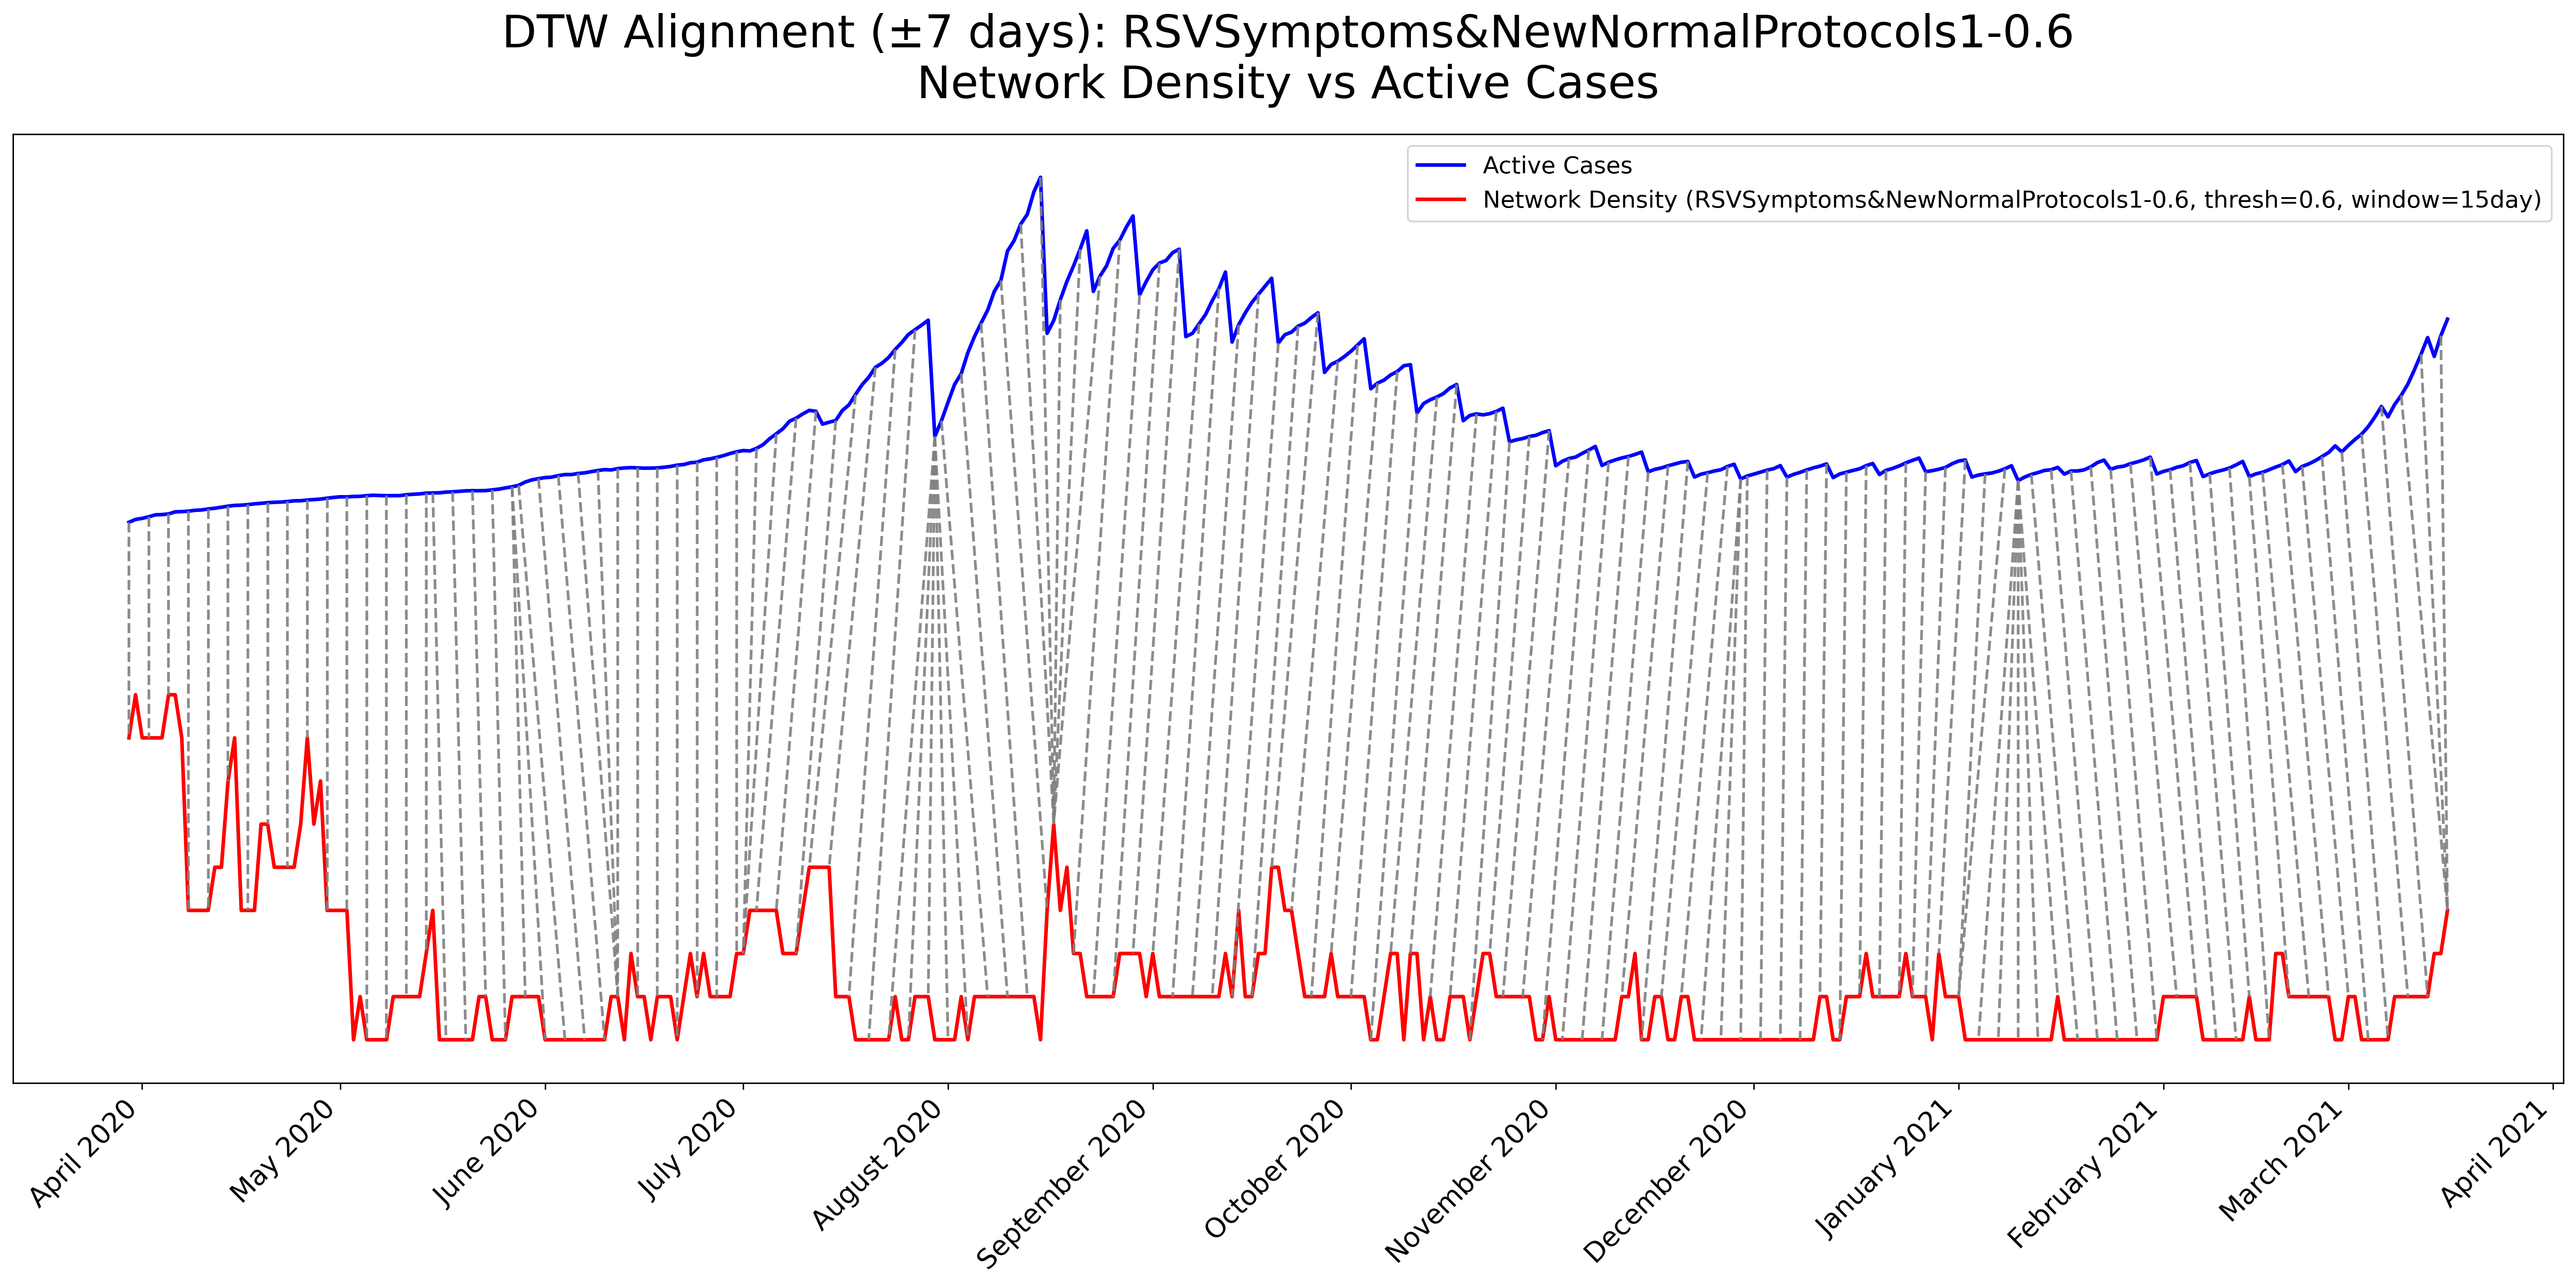 DTW Alignment (±7 days): RSVSymptoms&NewNormalProtocols1-0.6
Network Density vs Active Cases
Active Cases
Network Density (RSVSymptoms&NewNormalProtocols1-0.6, thresh=0.6, window=15day)
April 2020
May 2020
June 2020
July 2020
August 2020
September 2020
October 2020
November 2020
December 2020
January 2021
February 2021
March 2021
April 2021